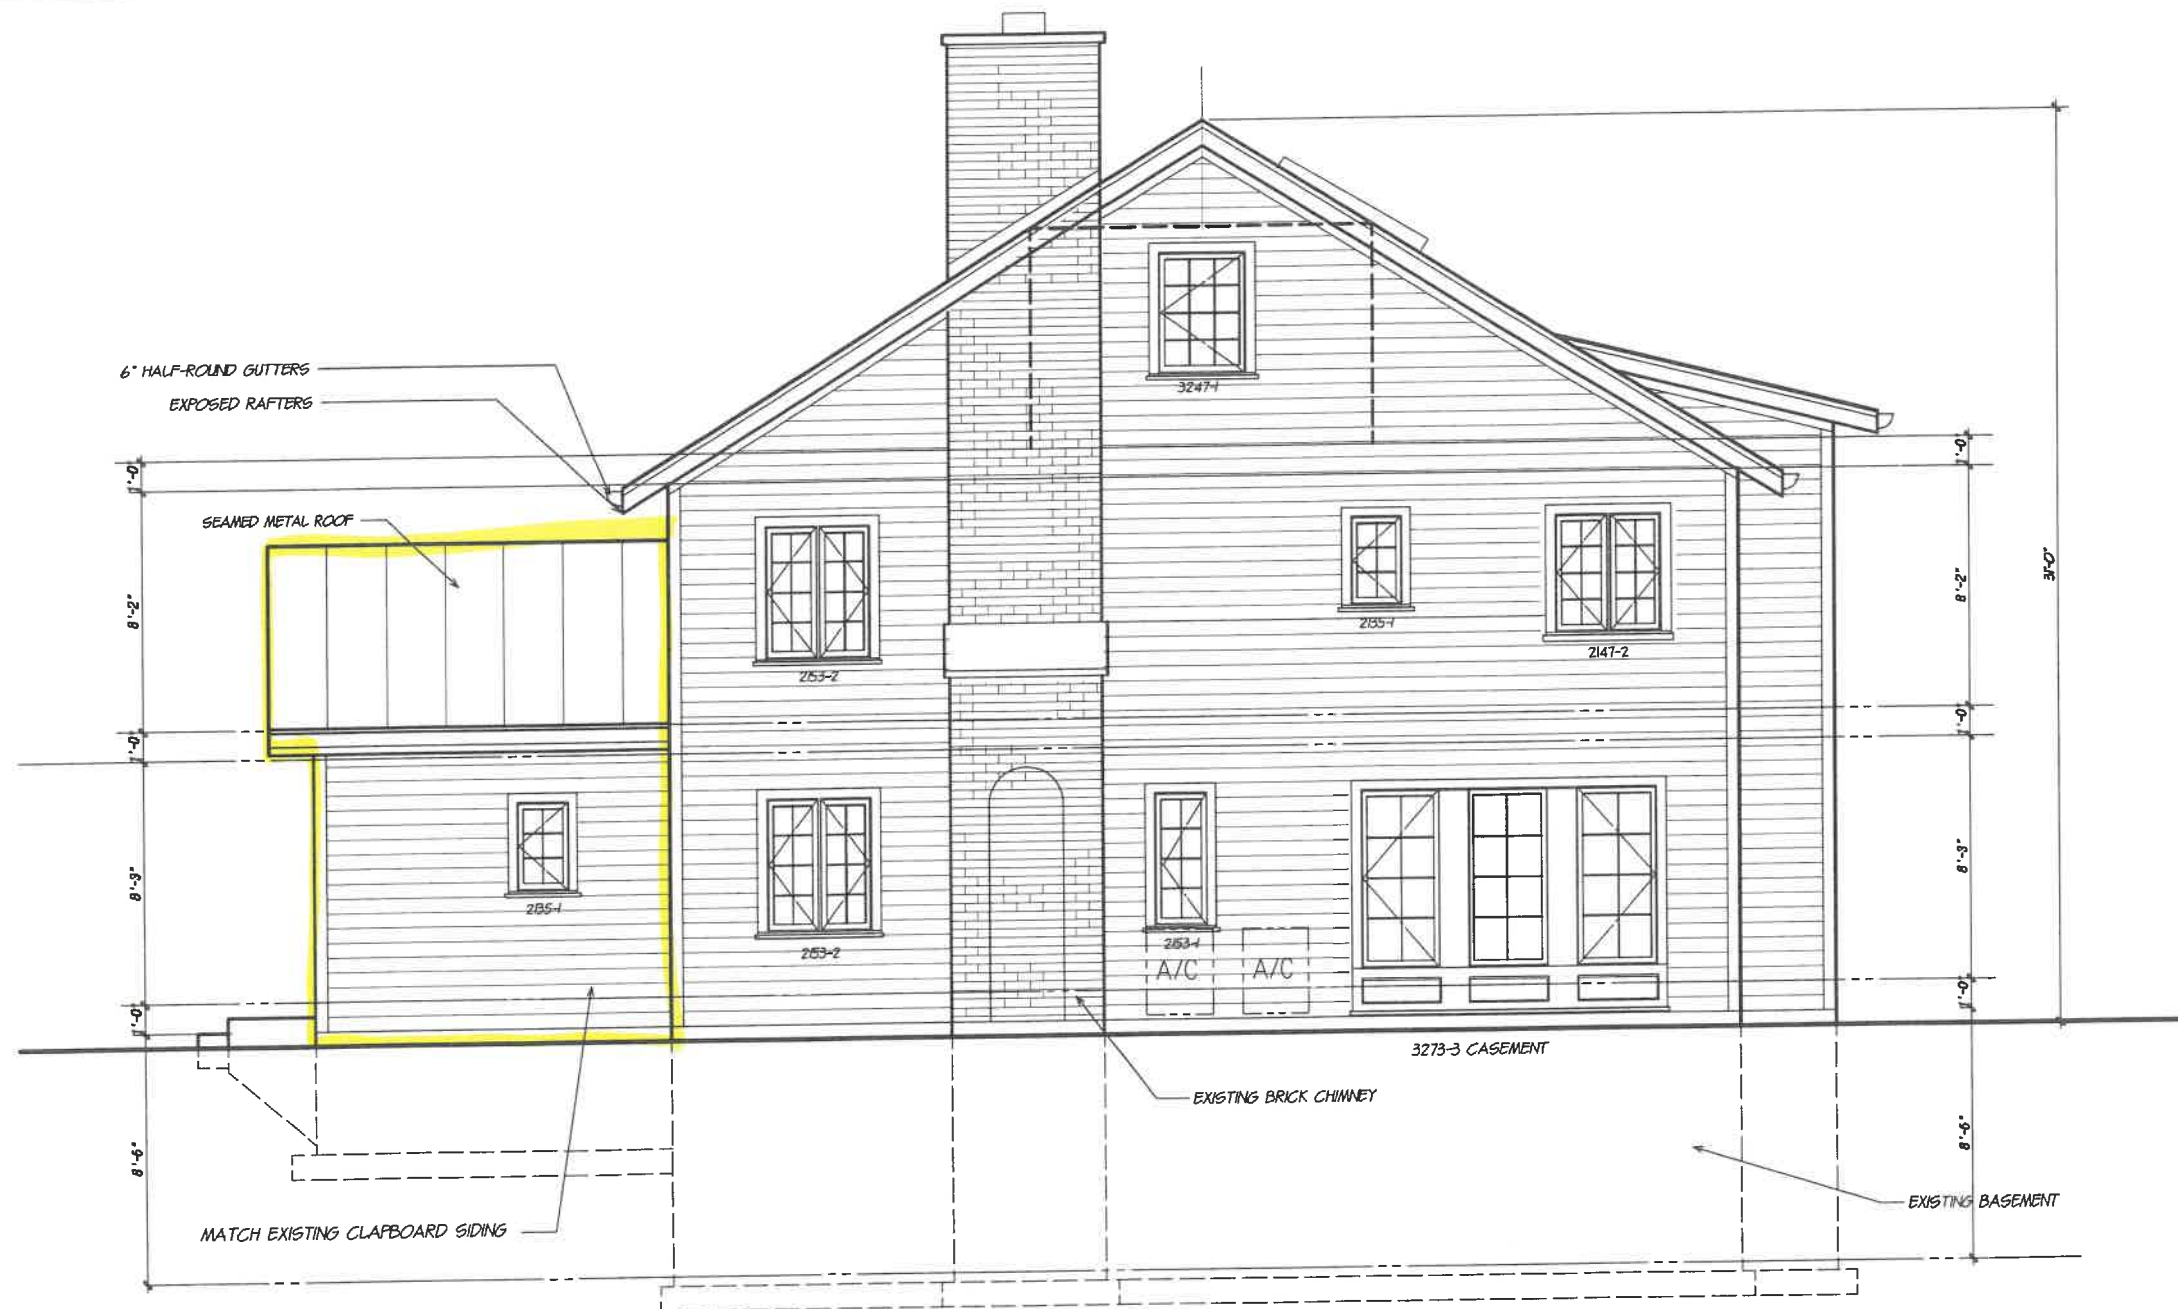 31'-0"
3247-1
6" HALF-ROUND GUTTERS
EXPOSED RAFTERS
1'-0
1'-0
SEAMED METAL ROOF
8'-2"
8'-2"
2153-2
2135-1
2147-2
1'-0
1'-0
8'-3"
8'-3"
2135-1
2153-2
2153-1
A/C
A/C
1'-0
1'-0
3273-3 CASEMENT
EXISTING BRICK CHIMNEY
8'-6"
8'-6"
EXISTING BASEMENT
MATCH EXISTING CLAPBOARD SIDING